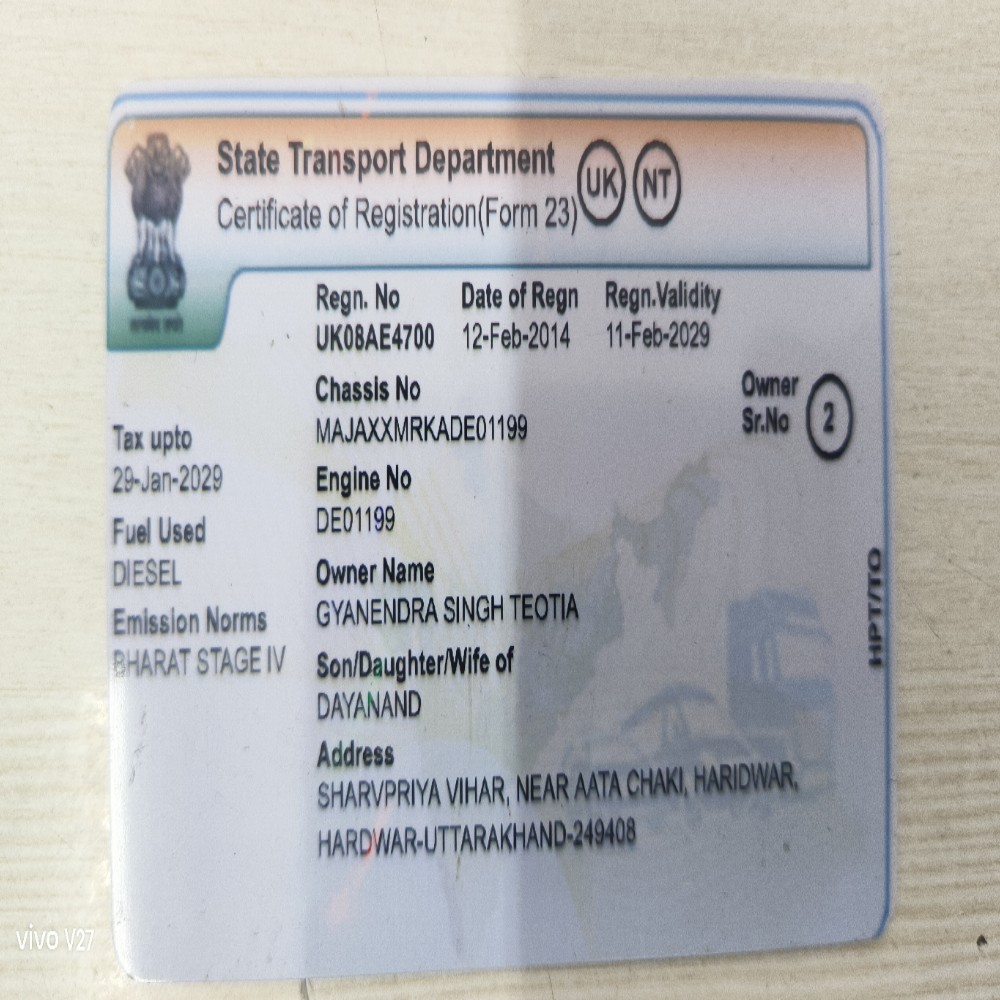 State Transport Department UK NT
Certificate of Registration(Form 23)
Regn. No Date of Regn Regn.Validity
UK08AE4700 12-Feb-2014 11-Feb-2029
Chassis No
MAJAXXMRKADE01199
Owner
Sr.No 2
Tax upto
29-Jan-2029
Engine No
DE01199
Fuel Used
DIESEL
Owner Name
GYANENDRA SINGH TEOTIA
Emission Norms
BHARAT STAGE IV
Son/Daughter/Wife of
DAYANAND
Address
SHARVPRIYA VIHAR, NEAR AATA CHAKI, HARIDWAR,
HARDWAR-UTTARAKHAND-249408
HPT/TO
vivo V27